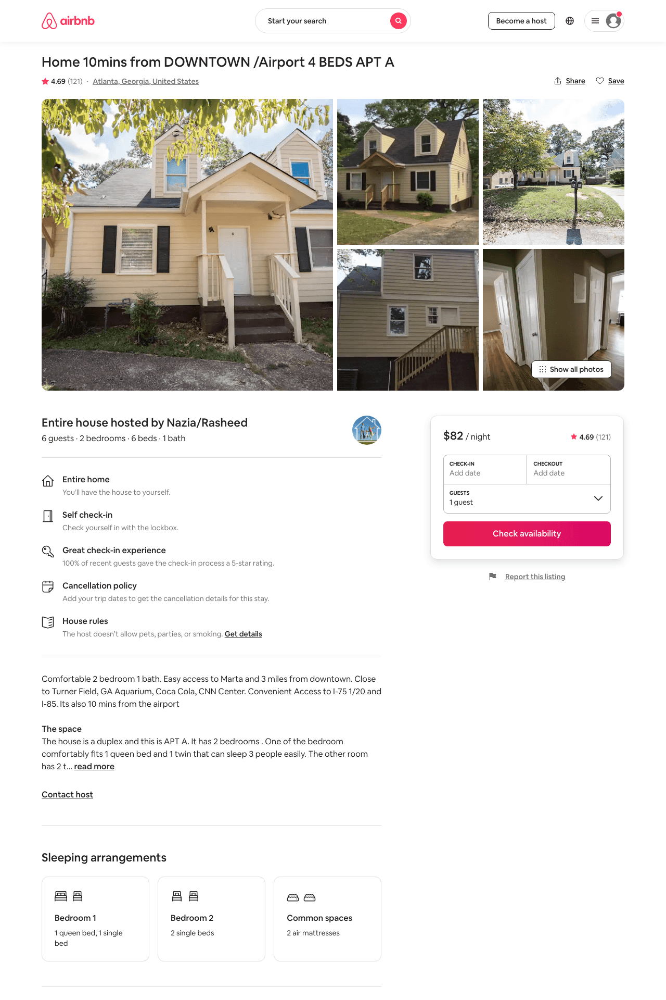 airbnb
Start your search
Become a host
Home 10mins from DOWNTOWN /Airport 4 BEDS APT A
4.69 (121) · Atlanta, Georgia, United States
Share
Save
Show all photos
Entire house hosted by Nazia/Rasheed
6 guests · 2 bedrooms · 6 beds · 1 bath
Entire home
You’ll have the house to yourself.
Self check-in
Check yourself in with the lockbox.
Great check-in experience
100% of recent guests gave the check-in process a 5-star rating.
Cancellation policy
Add your trip dates to get the cancellation details for this stay.
House rules
The host doesn’t allow pets, parties, or smoking. Get details
$82 / night
4.69 (121)
CHECK-IN
Add date
CHECKOUT
Add date
GUESTS
1 guest
Check availability
Report this listing
Comfortable 2 bedroom 1 bath. Easy access to Marta and 3 miles from downtown. Close
to Turner Field, GA Aquarium, Coca Cola, CNN Center. Convenient Access to I-75 1/20 and
I-85. Its also 10 mins from the airport
The space
The house is a duplex and this is APT A. It has 2 bedrooms . One of the bedroom
comfortably fits 1 queen bed and 1 twin that can sleep 3 people easily. The other room
has 2 t... read more
Contact host
Sleeping arrangements
Bedroom 1
1 queen bed, 1 single
bed
Bedroom 2
2 single beds
Common spaces
2 air mattresses